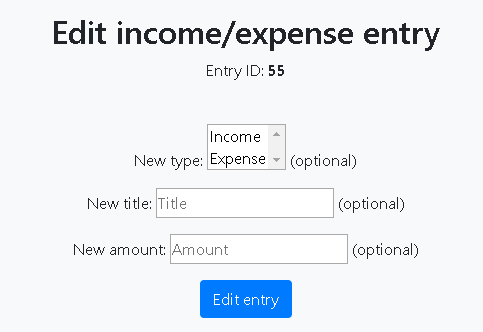 Edit income/expense entry
Entry ID: 55
Income
New type: Expense (optional)
New title: Title (optional)
New amount: Amount (optional)
Edit entry